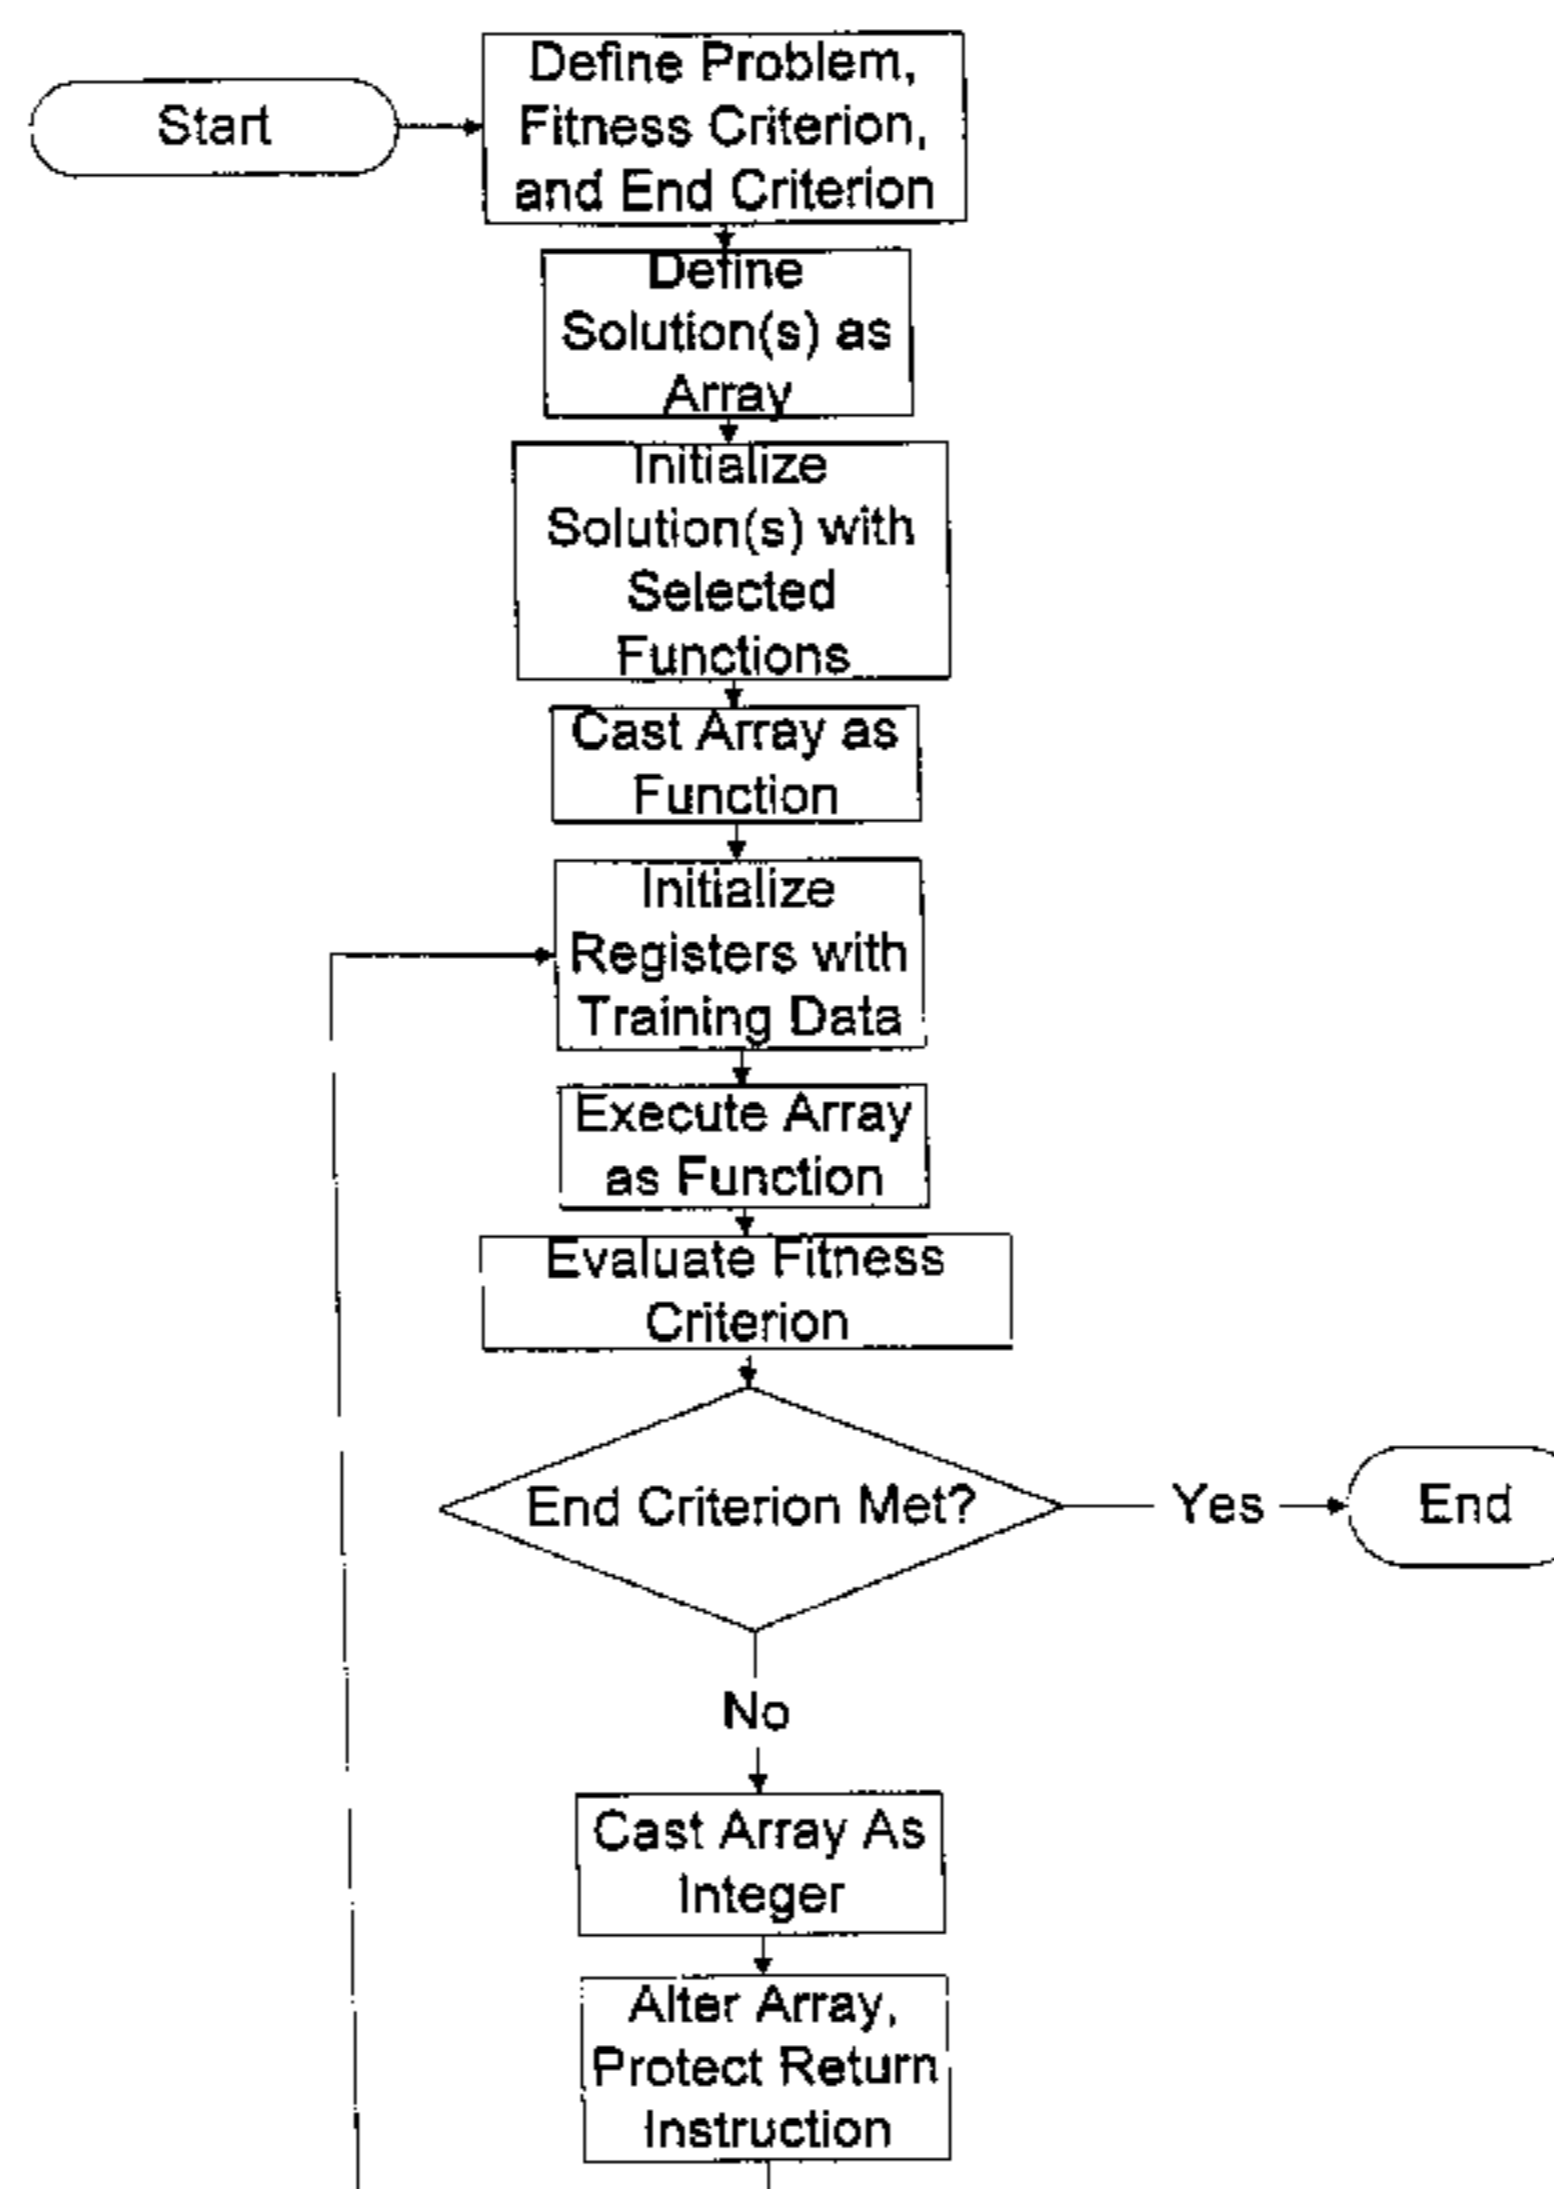 Start
Define Problem,
Fitness Criterion,
and End Criterion
Define
Solution(s) as
Array
Initialize
Solution(s) with
Selected
Functions
Cast Array as
Function
Initialize
Registers with
Training Data
Execute Array
as Function
Evaluate Fitness
Criterion
End Criterion Met?
Yes
End
No
Cast Array As
Integer
Alter Array,
Protect Return
Instruction